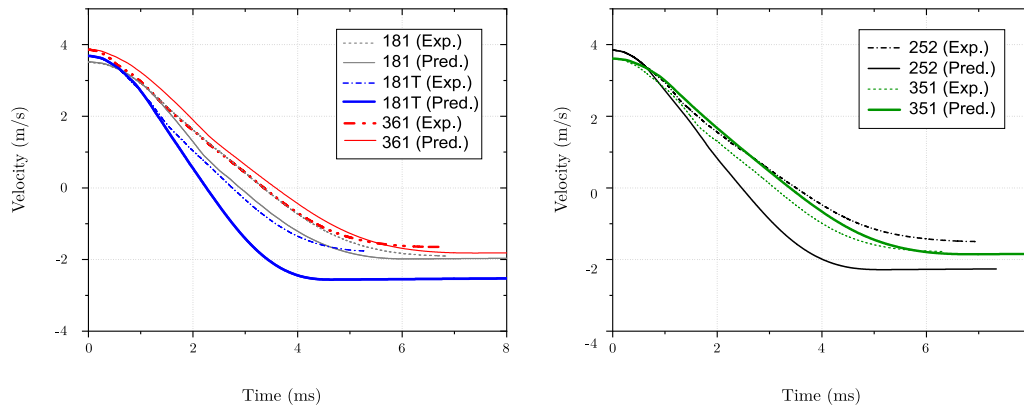 4
2
0
-2
-4
0
2
4
6
8
Velocity (m/s)
Time (ms)
181 (Exp.)
181 (Pred.)
181T (Exp.)
181T (Pred.)
361 (Exp.)
361 (Pred.)
4
2
0
-2
-4
0
2
4
6
Velocity (m/s)
Time (ms)
252 (Exp.)
252 (Pred.)
351 (Exp.)
351 (Pred.)